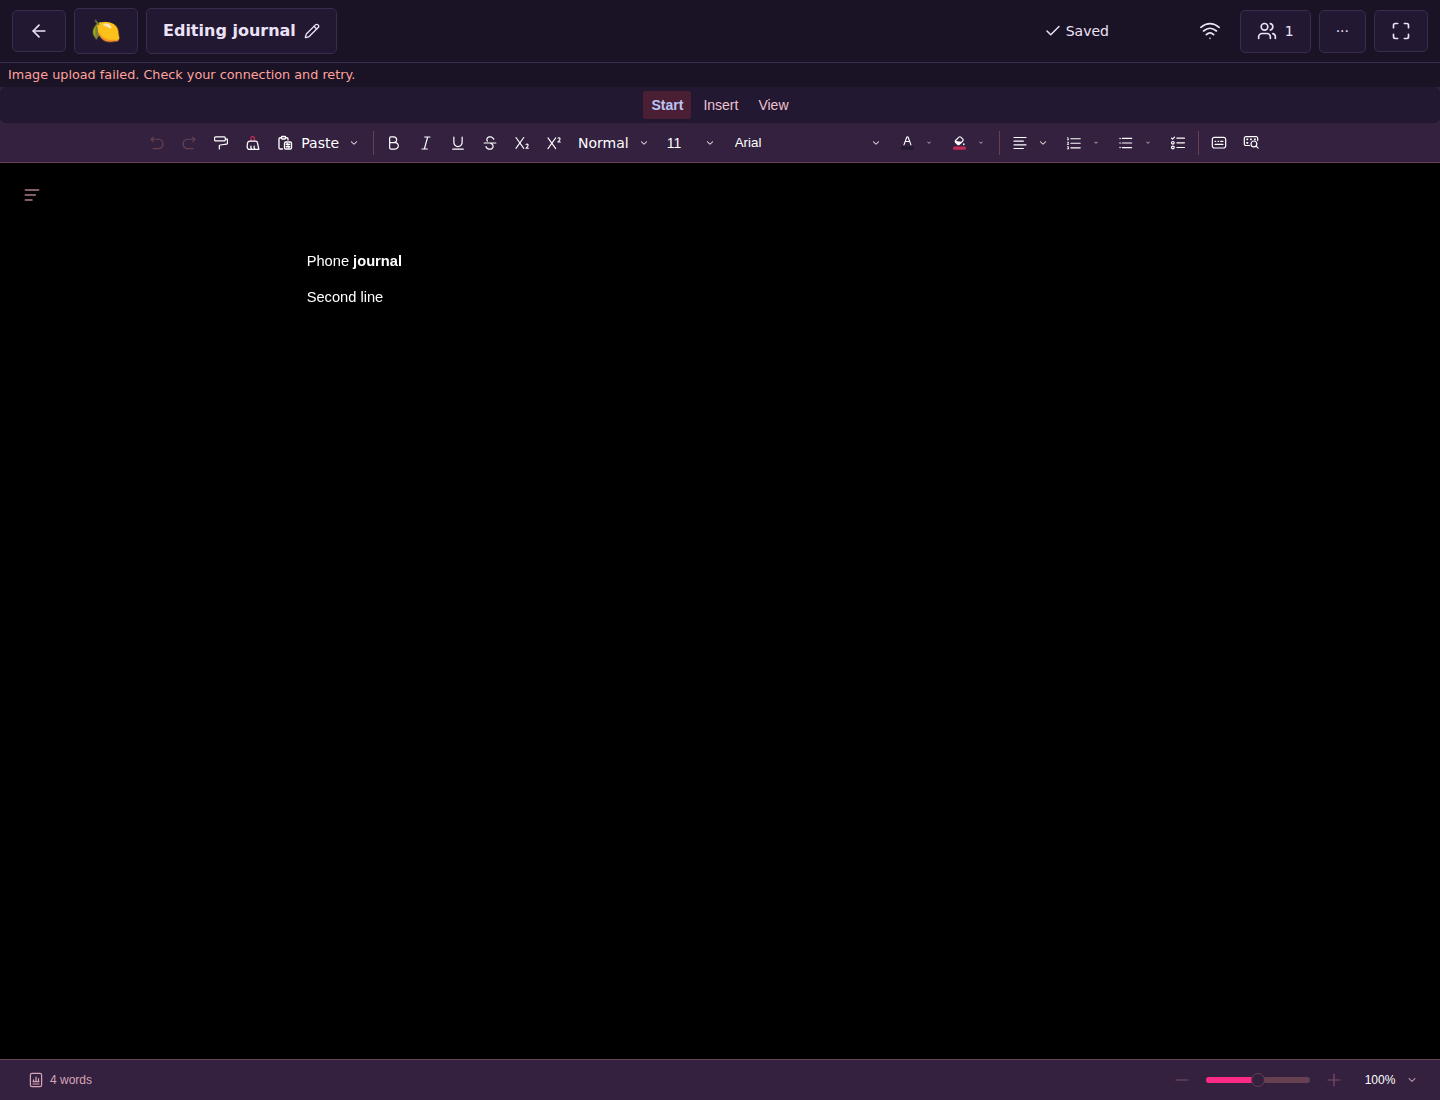 Editing journal
Saved
1
Image upload failed. Check your connection and retry.
Start Insert View
Paste Normal 11 Arial
Phone journal
Second line
4 words
100%